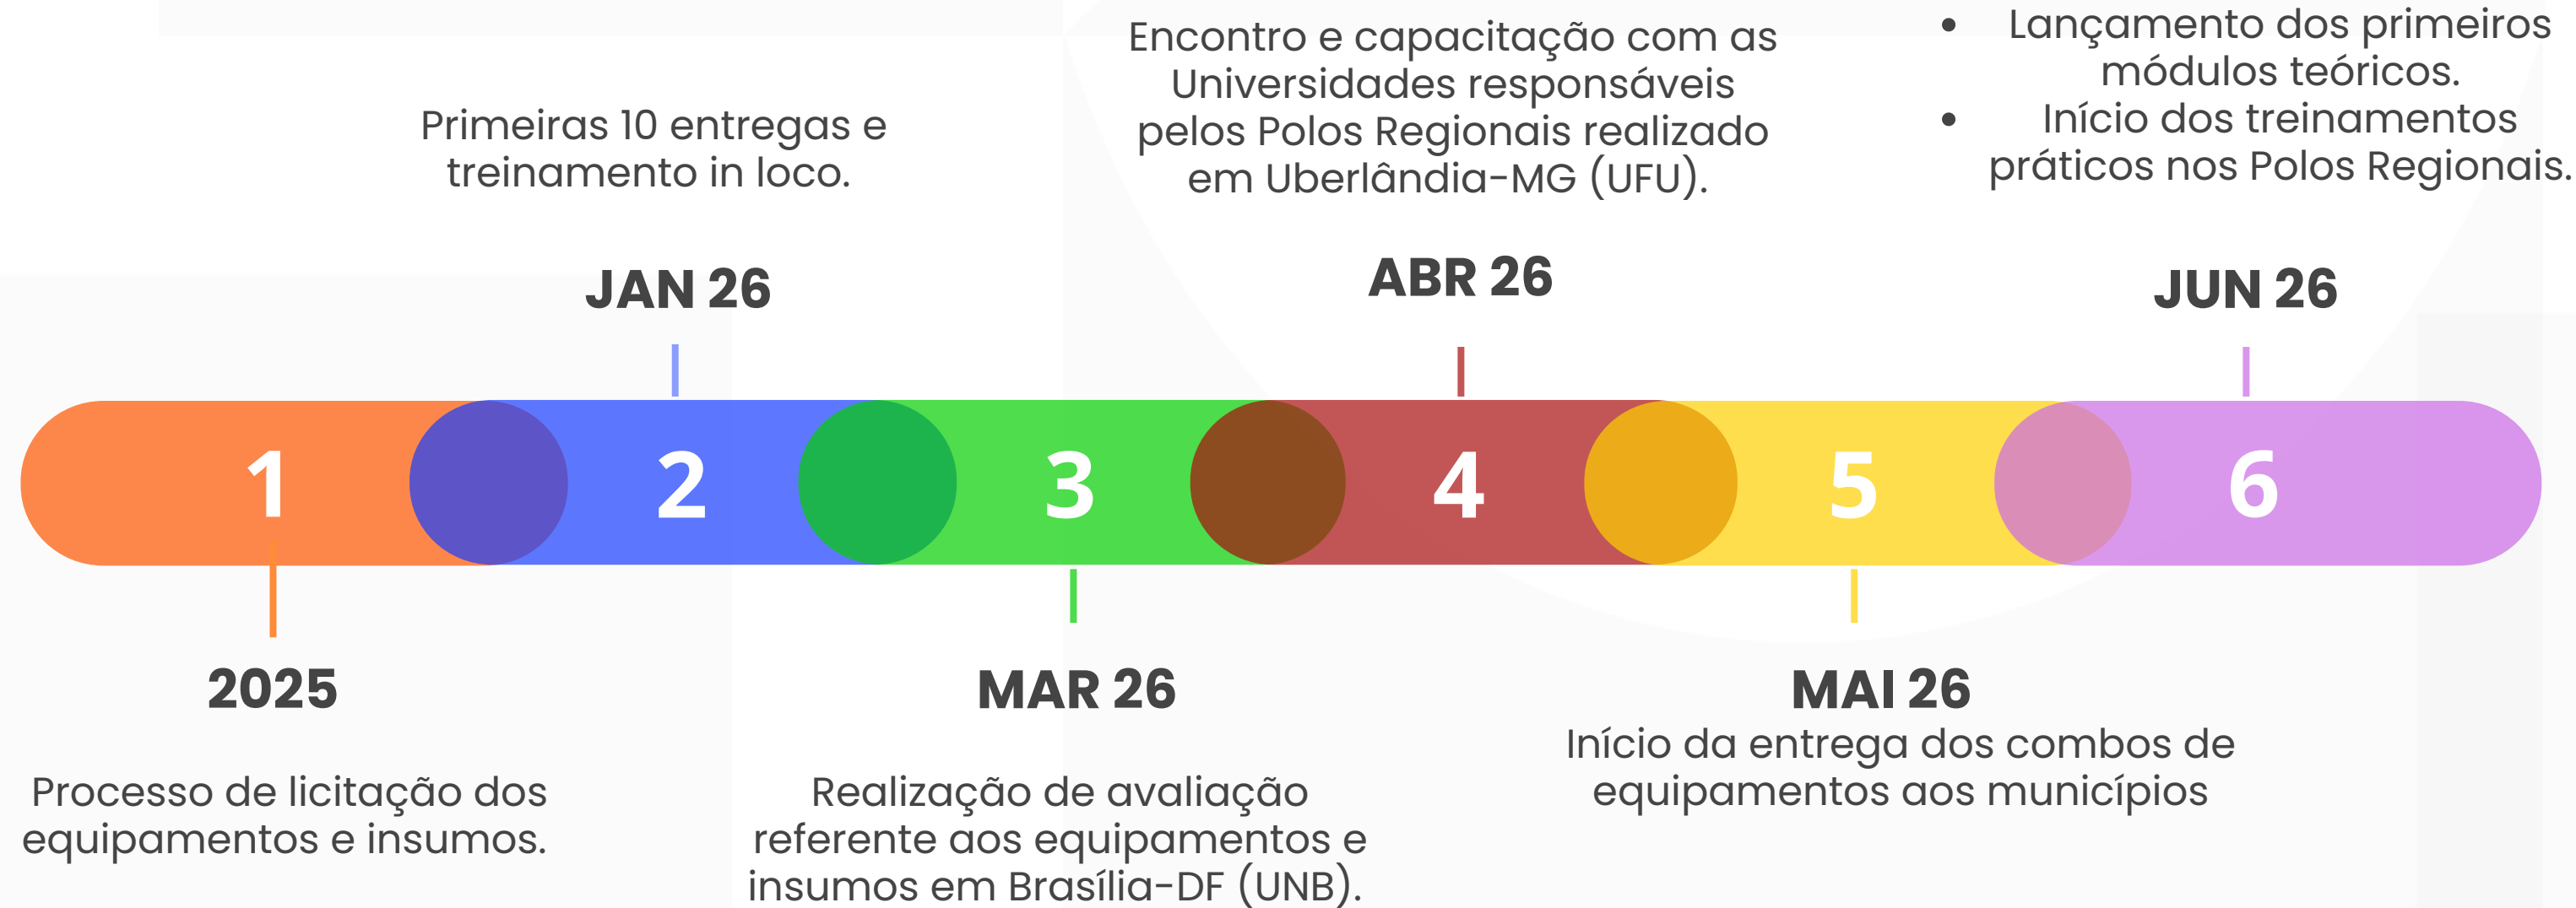 Primeiras 10 entregas e
treinamento in loco.
JAN 26
Encontro e capacitação com as
Universidades responsáveis
pelos Polos Regionais realizado
em Uberlândia-MG (UFU).
ABR 26
• Lançamento dos primeiros
módulos teóricos.
• Início dos treinamentos
práticos nos Polos Regionais.
JUN 26
1 2 3 4 5 6
2025
Processo de licitação dos
equipamentos e insumos.
MAR 26
Realização de avaliação
referente aos equipamentos e
insumos em Brasília-DF (UNB).
MAI 26
Início da entrega dos combos de
equipamentos aos municípios